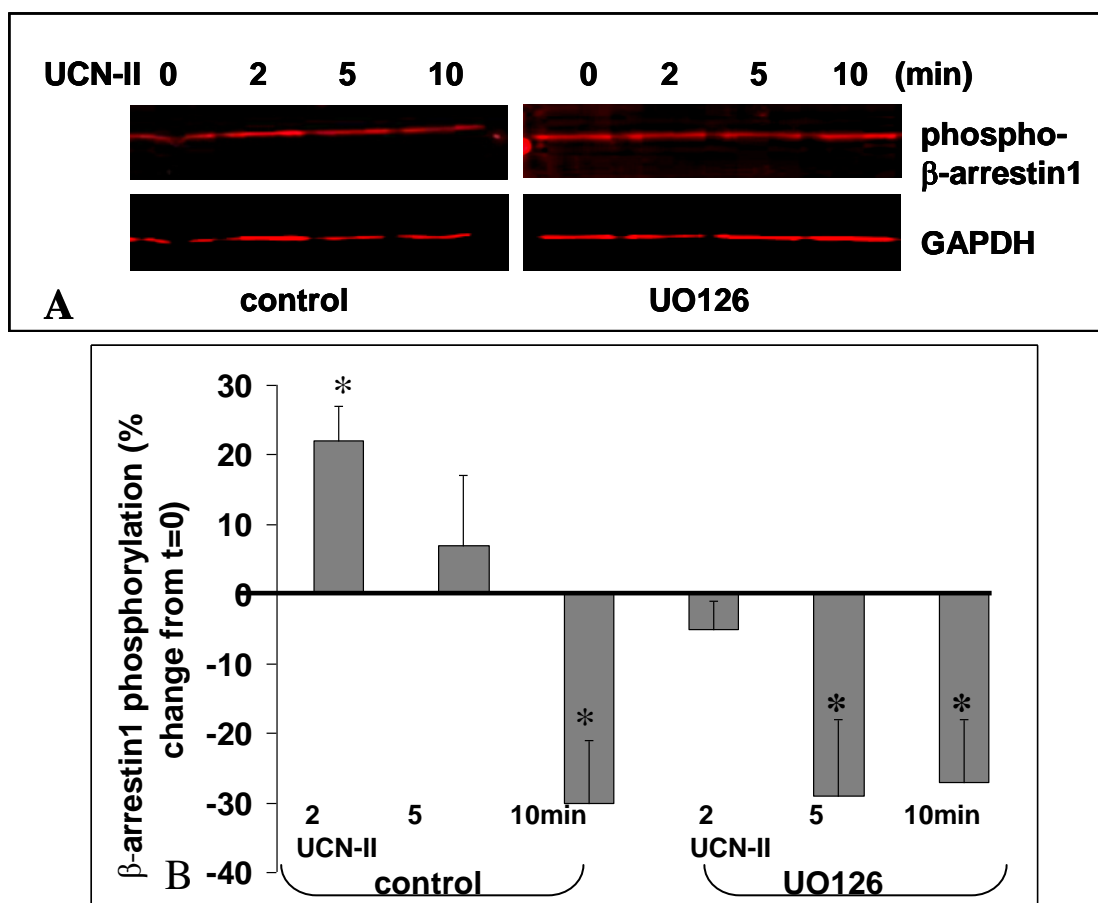 UCN-II 0 2 5 10 0 2 5 10 (min)
phospho-
β-arrestin1
GAPDH
A control UO126
β-arrestin1 phosphorylation (%
change from t=0)
30
20
10
0
-10
-20
-30
-40
*
*
*
*
2 5 10min 2 5 10min
UCN-II UCN-II
B control UO126